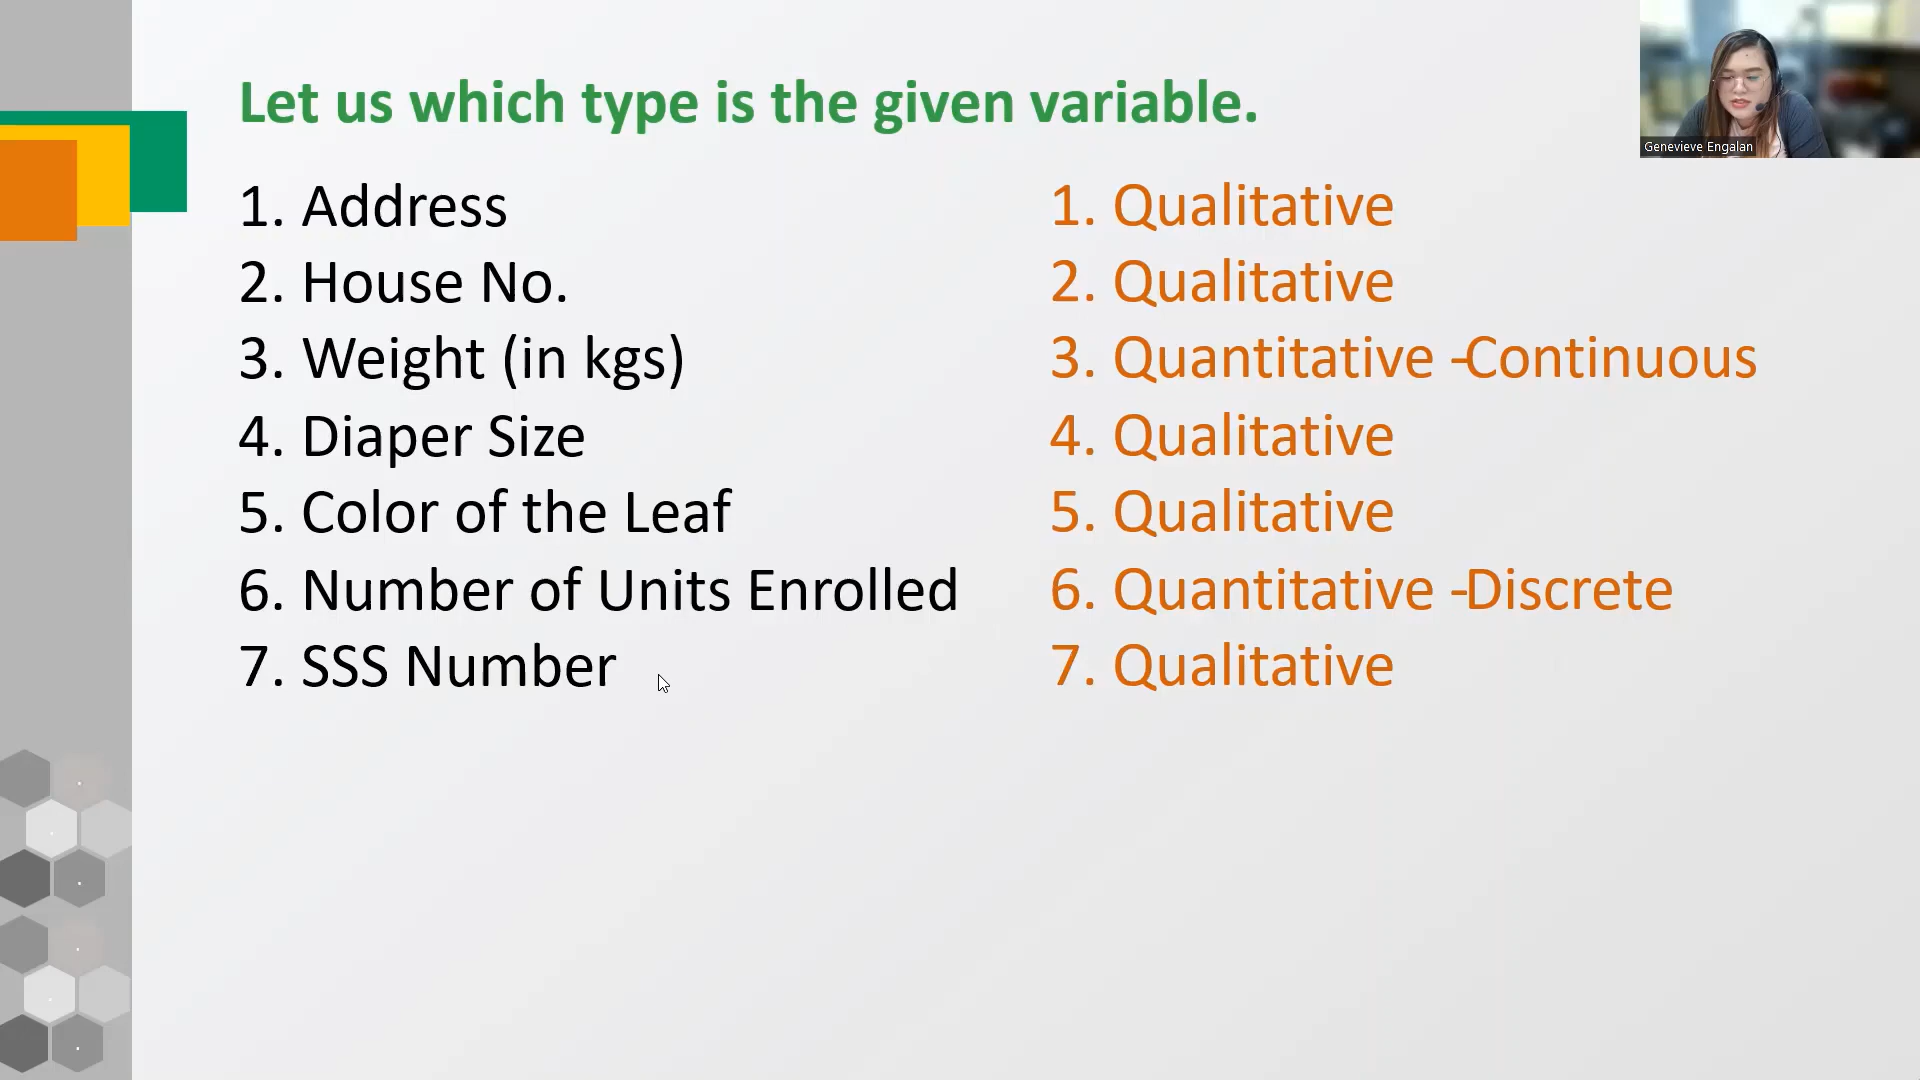 Let us which type is the given variable.
1. Address
2. House No.
3. Weight (in kgs)
4. Diaper Size
5. Color of the Leaf
6. Number of Units Enrolled
7. SSS Number
1. Qualitative
2. Qualitative
3. Quantitative -Continuous
4. Qualitative
5. Qualitative
6. Quantitative -Discrete
7. Qualitative
Genevieve Engalan